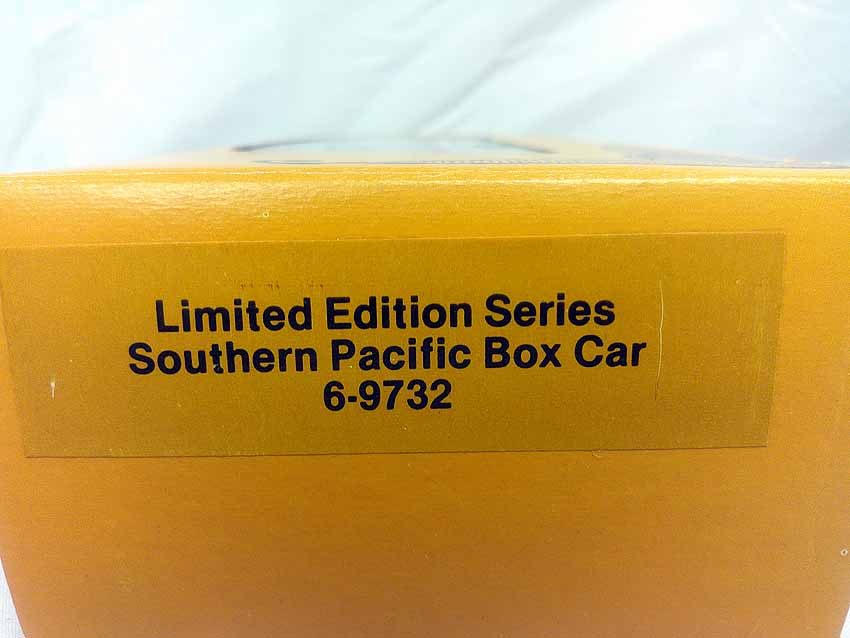 Limited Edition Series
Southern Pacific Box Car
6-9732